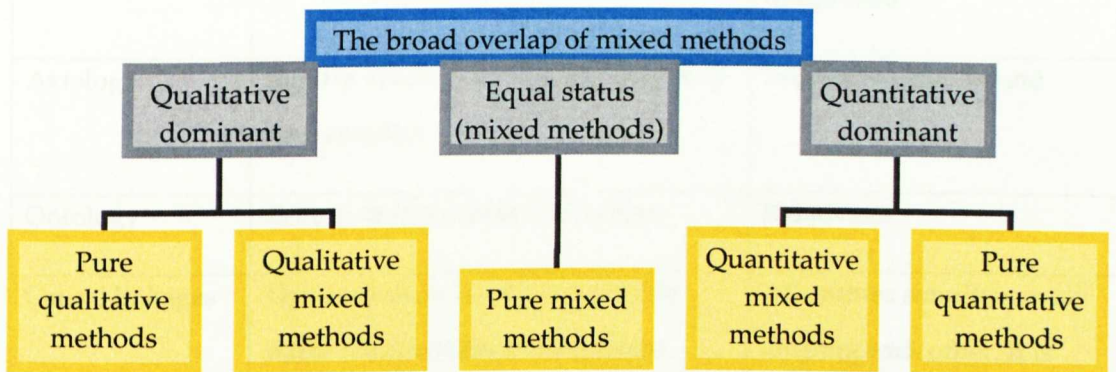 The broad overlap of mixed methods
Qualitative
dominant
Equal status
(mixed methods)
Quantitative
dominant
Pure
qualitative
methods
Qualitative
mixed
methods
Pure mixed
methods
Quantitative
mixed
methods
Pure
quantitative
methods